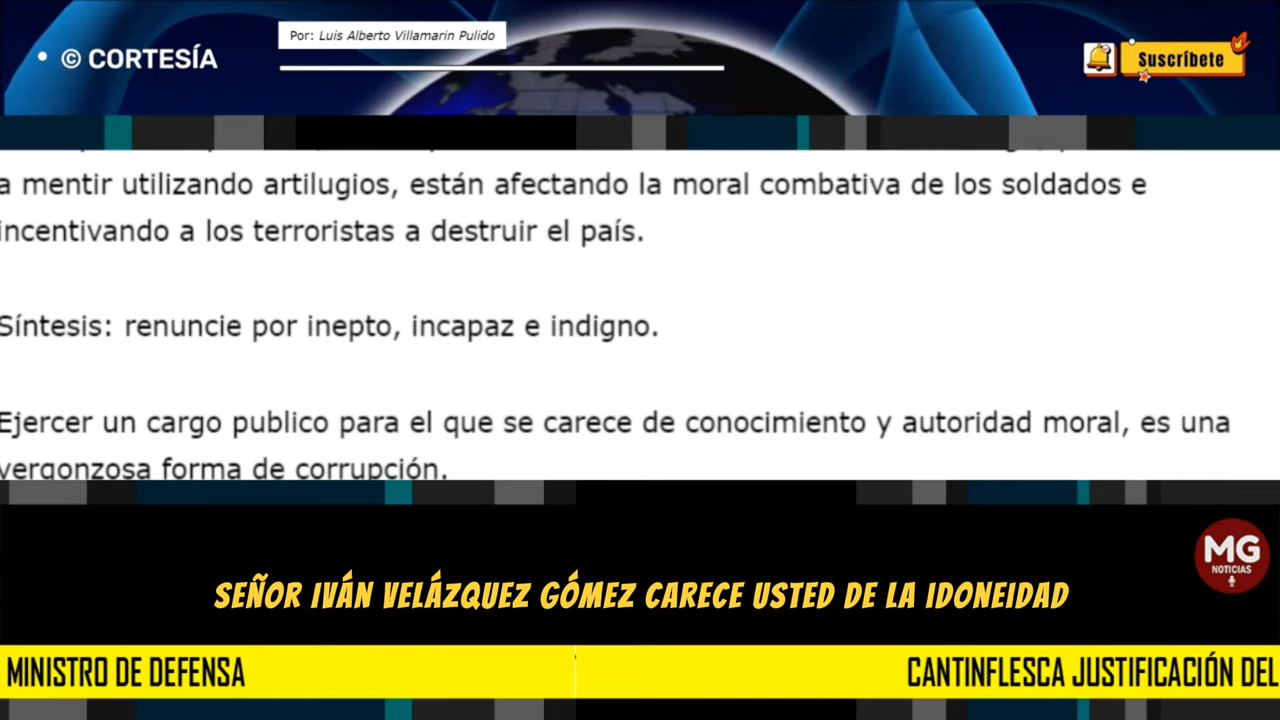 Por: Luis Alberto Villamarin Pulido
• © CORTESÍA
Suscríbete
a mentir utilizando artilugios, están afectando la moral combativa de los soldados e
incentivando a los terroristas a destruir el país.
Síntesis: renuncie por inepto, incapaz e indigno.
Ejercer un cargo publico para el que se carece de conocimiento y autoridad moral, es una
vergonzosa forma de corrupción.
MG
NOTICIAS
SEÑOR IVÁN VELÁZQUEZ GÓMEZ CARECE USTED DE LA IDONEIDAD
MINISTRO DE DEFENSA
CANTINFLESCA JUSTIFICACIÓN DEL